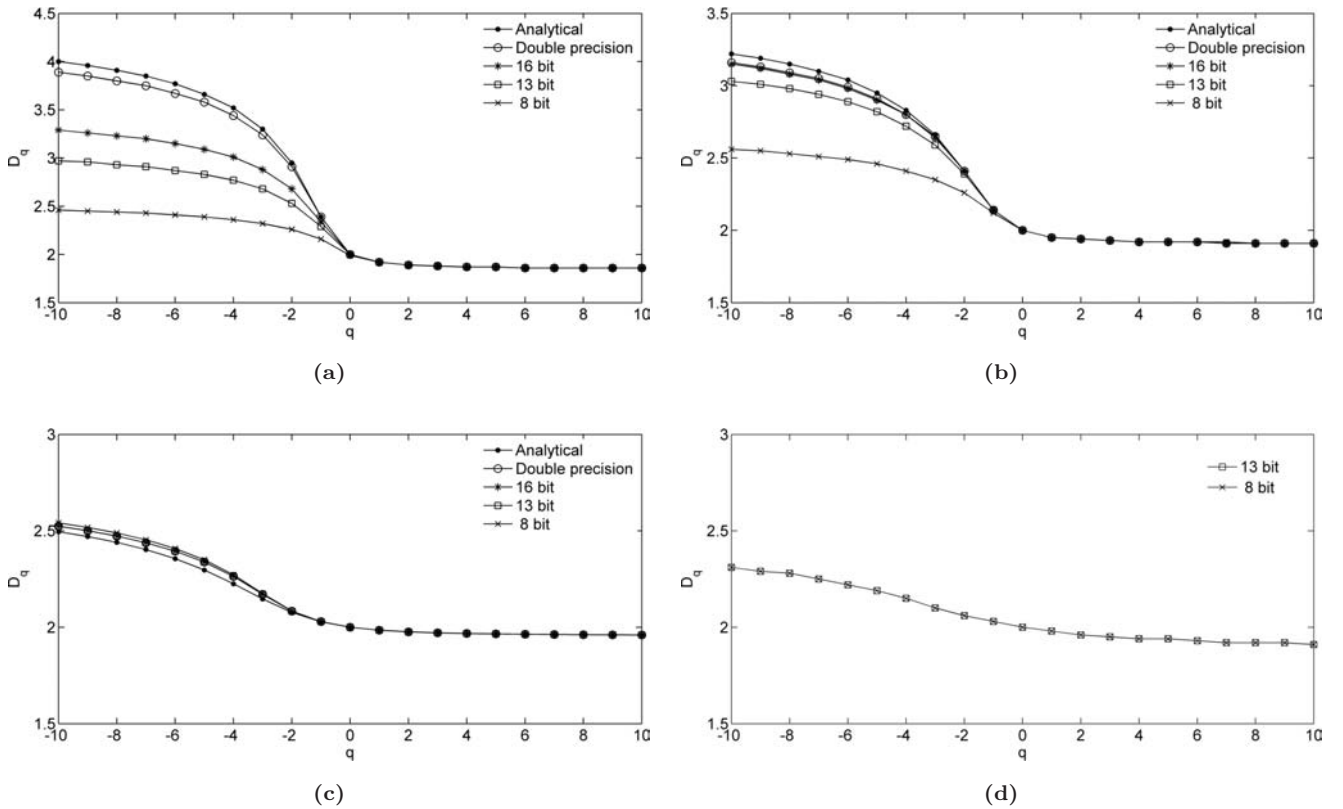 4.5
4
3.5
3
2.5
2
1.5
D_q
-10 -8 -6 -4 -2 0 2 4 6 8 10
q
Analytical
Double precision
16 bit
13 bit
8 bit
(a)
3.5
3
2.5
2
1.5
D_q
-10 -8 -6 -4 -2 0 2 4 6 8 10
q
Analytical
Double precision
16 bit
13 bit
8 bit
(b)
3
2.5
2
1.5
D_q
-10 -8 -6 -4 -2 0 2 4 6 8 10
q
Analytical
Double precision
16 bit
13 bit
8 bit
(c)
3
2.5
2
1.5
D_q
-10 -8 -6 -4 -2 0 2 4 6 8 10
q
13 bit
8 bit
(d)